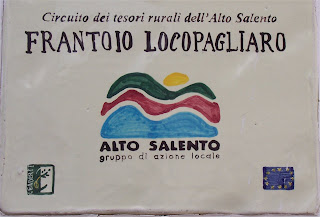 Circuito dei tesori rurali dell'Alto Salento
FRANTOIO LOCOPAGLIARO
ALTO SALENTO
gruppo di azione locale